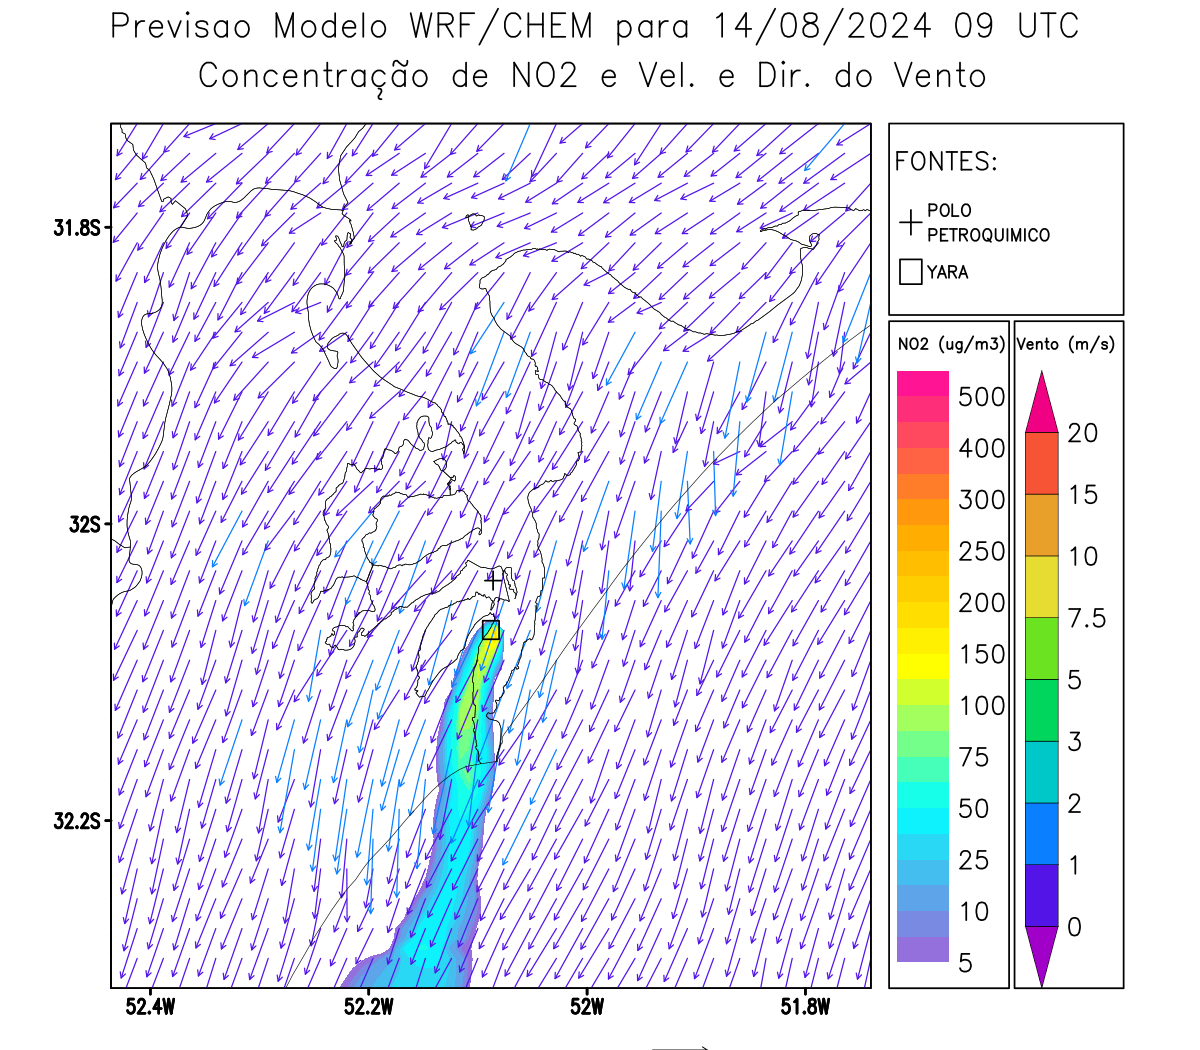 Previsao Modelo WRF/CHEM para 14/08/2024 09 UTC
Concentração de NO2 e Vel. e Dir. do Vento
FONTES:
POLO
PETROQUIMICO
YARA
NO2 (ug/m3)
500
400
300
250
200
150
100
75
50
25
10
5
Vento (m/s)
20
15
10
7.5
5
3
2
1
0
31.8S
32S
32.2S
52.4W
52.2W
52W
51.8W